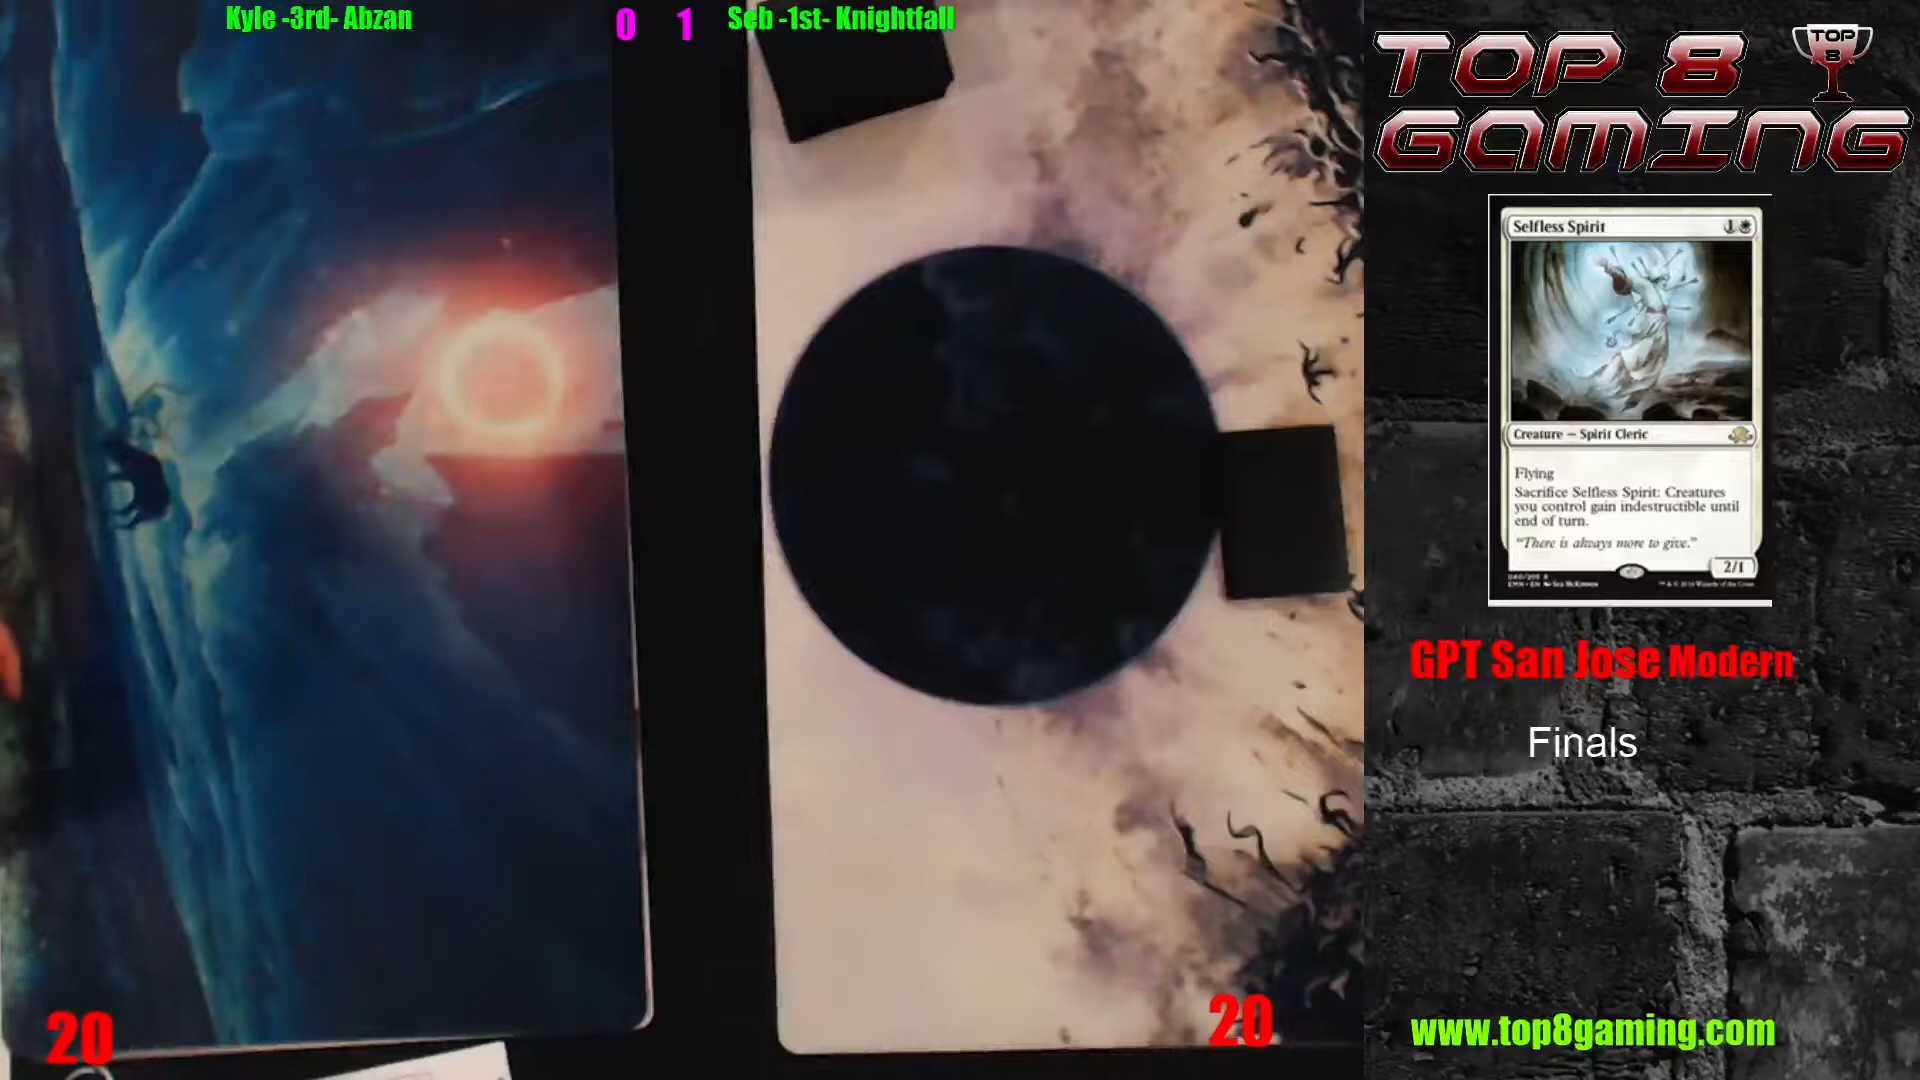 Kyle -3rd- Abzan
0 1
Seb -1st- Knightfall
TOP 8
GAMING
TOP
8
Selfless Spirit 1
Creature – Spirit Cleric
Flying
Sacrifice Selfless Spirit: Creatures
you control gain indestructible until
end of turn.
“There is always more to give.”
2/1
GPT San Jose Modern
Finals
www.top8gaming.com
20
20